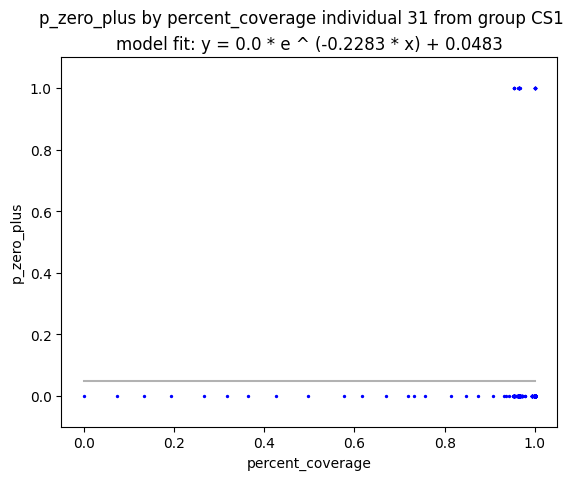 p_zero_plus by percent_coverage individual 31 from group CS1
model fit: y = 0.0 * e ^ (-0.2283 * x) + 0.0483
1.0
0.8
0.6
0.4
0.2
0.0
p_zero_plus
0.0 0.2 0.4 0.6 0.8 1.0
percent_coverage